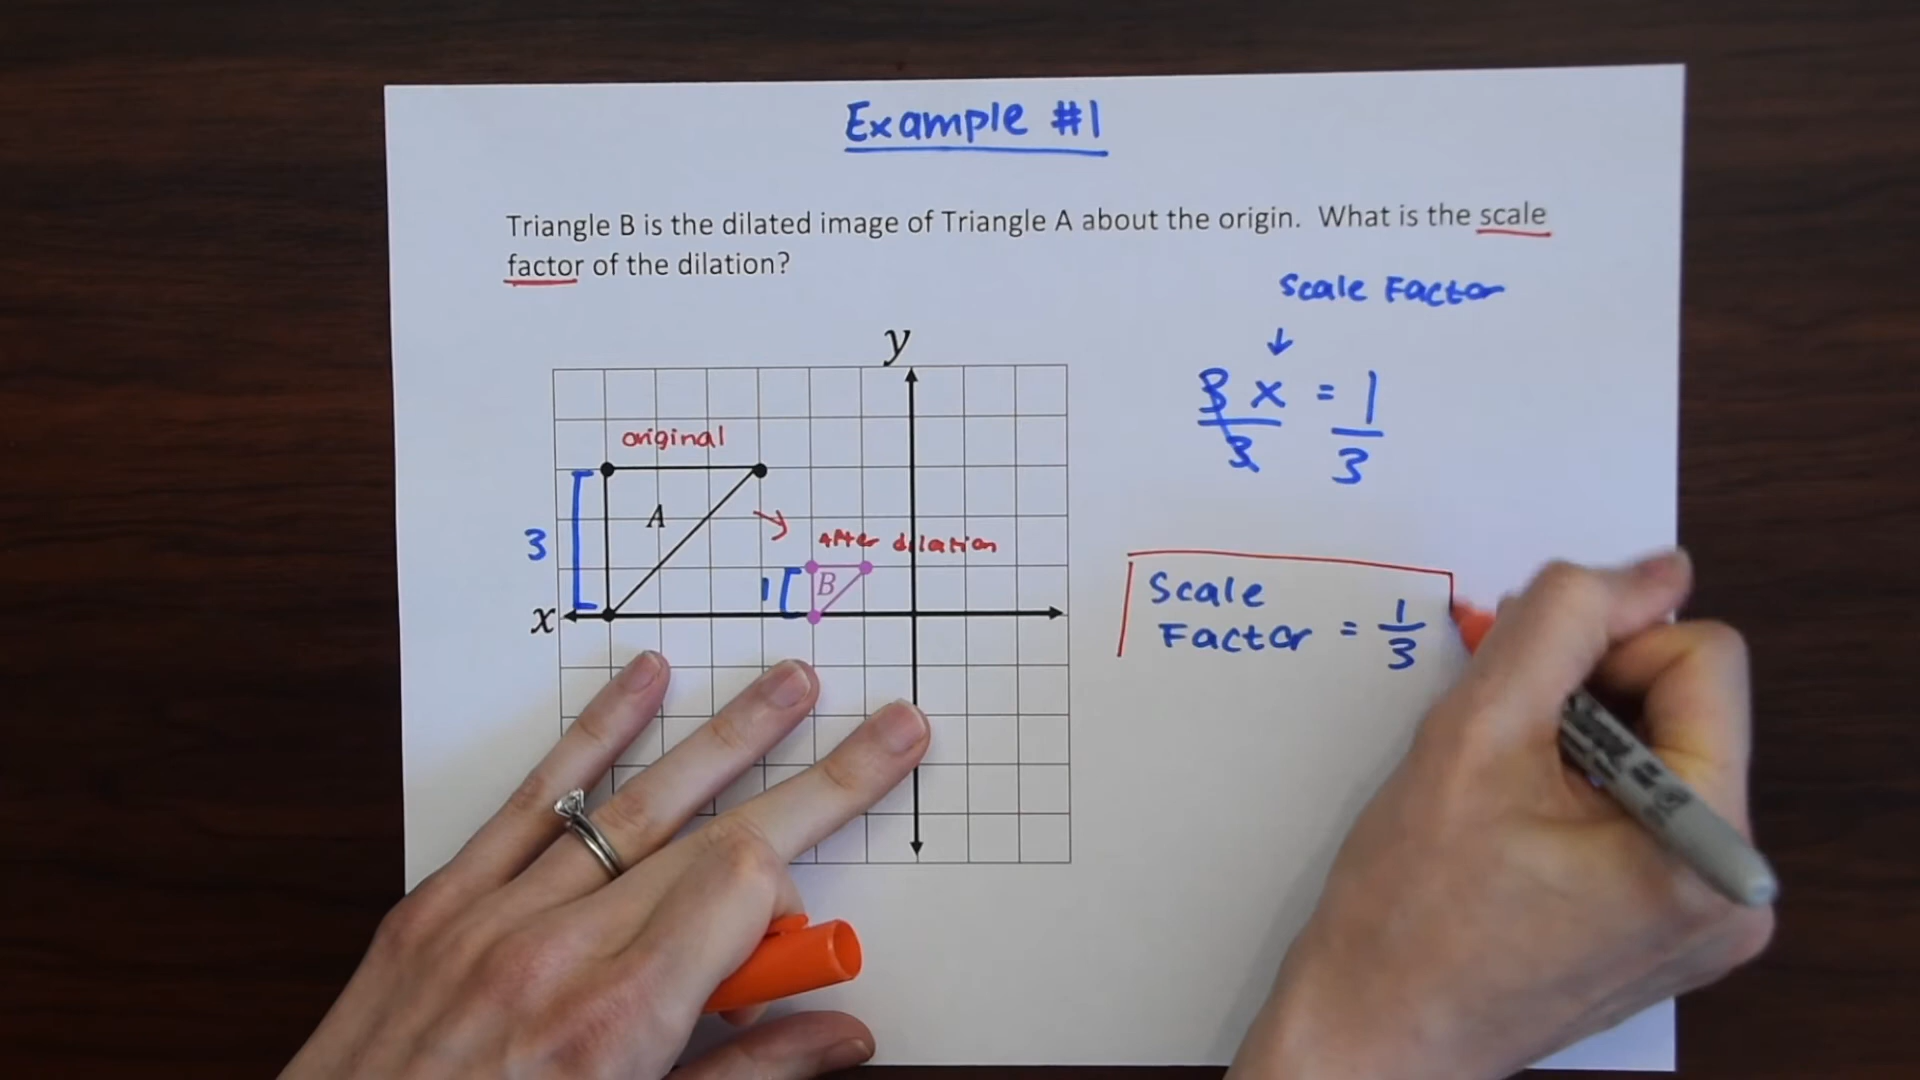 Example #1
Triangle B is the dilated image of Triangle A about the origin. What is the scale
factor of the dilation?
Scale Factor
↓
3 x = 1
3 3
y
original
A
3
After dilation
1
B
x
Scale
Factor = 1/3